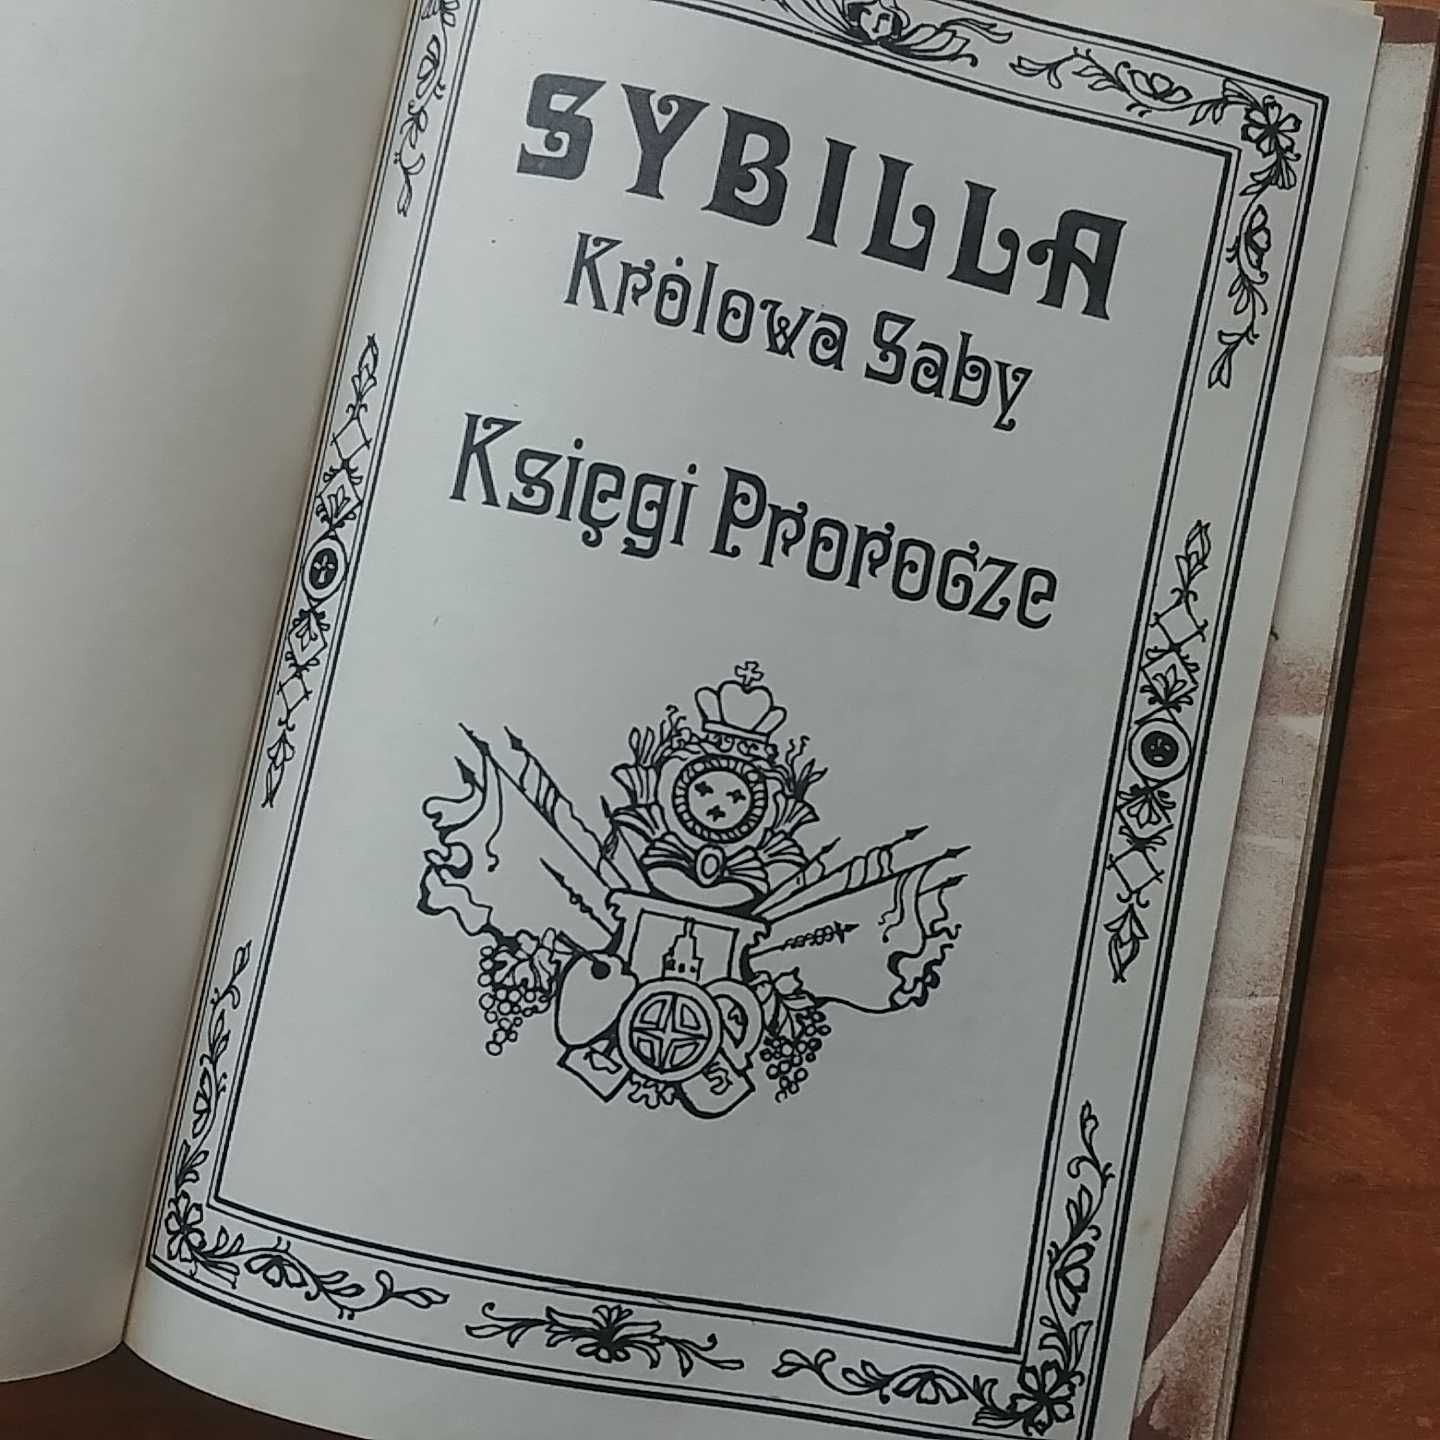 SYBILLA
Królowa Saby
Księgi Prorocze